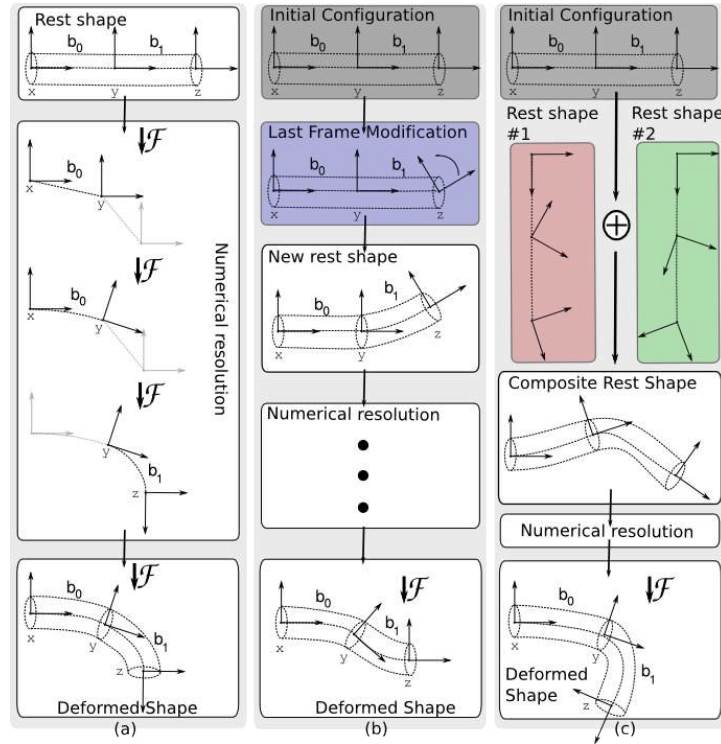 Rest shape
b0
b1
x
y
z
ℱ
b0
x
y
ℱ
b0
x
y
ℱ
y
b1
z
Numerical resolution
ℱ
b0
x
y
b1
z
Deformed Shape
(a)
Initial Configuration
b0
b1
x
y
z
Last Frame Modification
b0
b1
x
y
z
New rest shape
b0
b1
x
y
z
Numerical resolution
ℱ
b0
b1
x
y
z
Deformed Shape
(b)
Initial Configuration
b0
b1
x
y
z
Rest shape
#1
Rest shape
#2
Composite Rest Shape
Numerical resolution
ℱ
b0
x
y
b1
Deformed
Shape
z
(c)